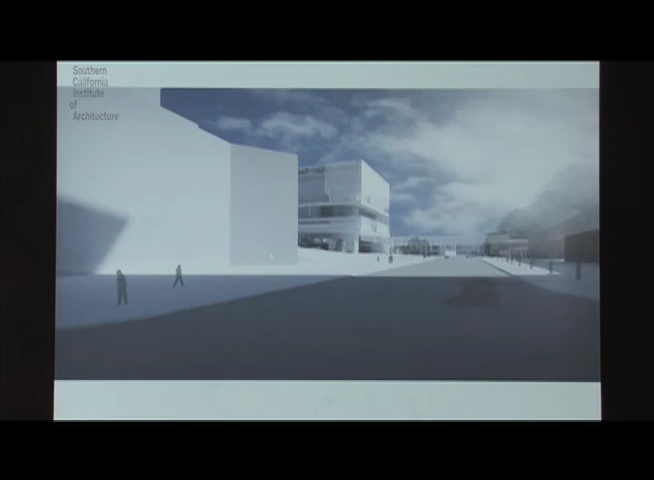 Southern
California
Institute
of
Architecture